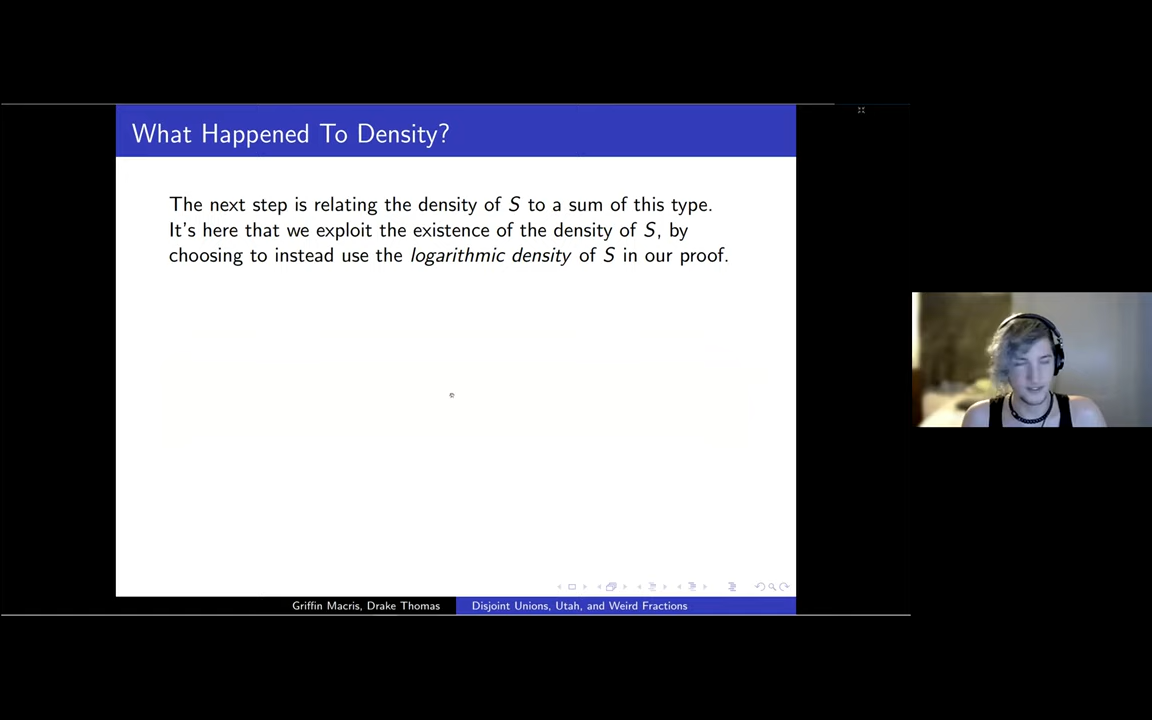 What Happened To Density?
The next step is relating the density of S to a sum of this type.
It's here that we exploit the existence of the density of S, by
choosing to instead use the logarithmic density of S in our proof.
Griffin Macris, Drake Thomas
Disjoint Unions, Utah, and Weird Fractions